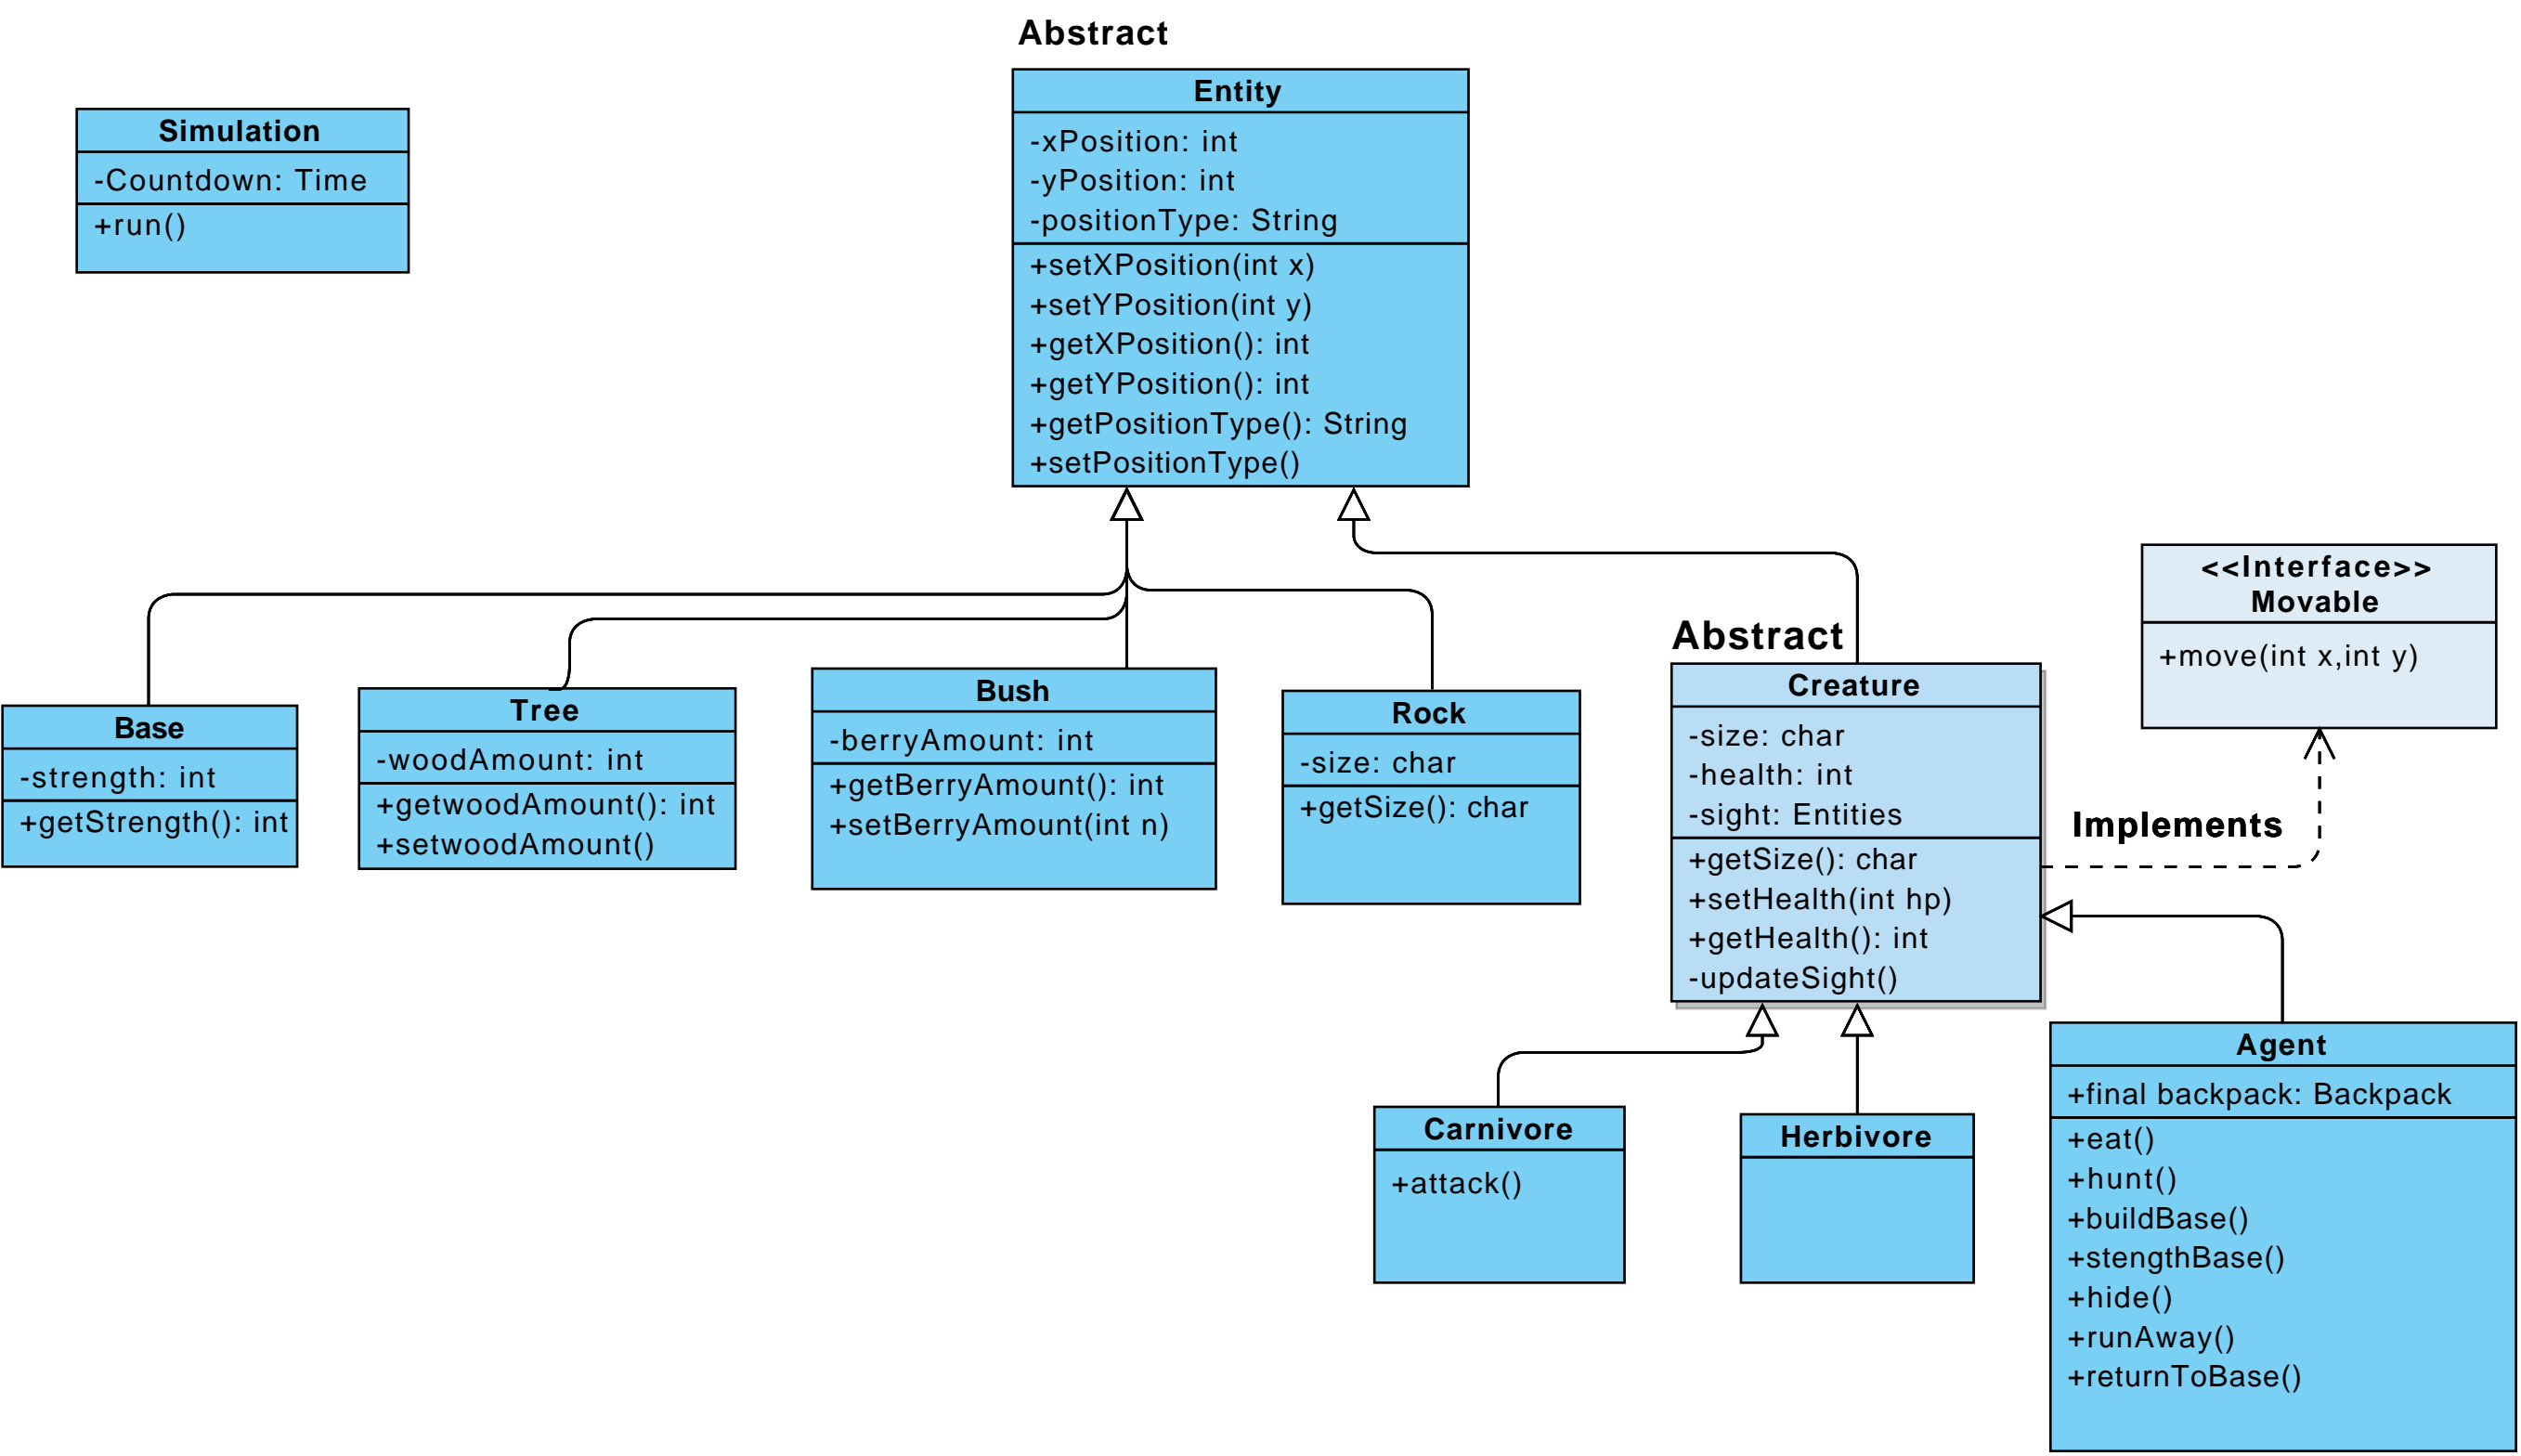 Abstract
Entity
-xPosition: int
-yPosition: int
-positionType: String
+setXPosition(int x)
+setYPosition(int y)
+getXPosition(): int
+getYPosition(): int
+getPositionType(): String
+setPositionType()
Simulation
-Countdown: Time
+run()
<<Interface>>
Movable
+move(int x,int y)
Implements
Base
-strength: int
+getStrength(): int
Tree
-woodAmount: int
+getwoodAmount(): int
+setwoodAmount()
Bush
-berryAmount: int
+getBerryAmount(): int
+setBerryAmount(int n)
Rock
-size: char
+getSize(): char
Abstract
Creature
-size: char
-health: int
-sight: Entities
+getSize(): char
+setHealth(int hp)
+getHealth(): int
-updateSight()
Carnivore
+attack()
Herbivore
Agent
+final backpack: Backpack
+eat()
+hunt()
+buildBase()
+stengthBase()
+hide()
+runAway()
+returnToBase()